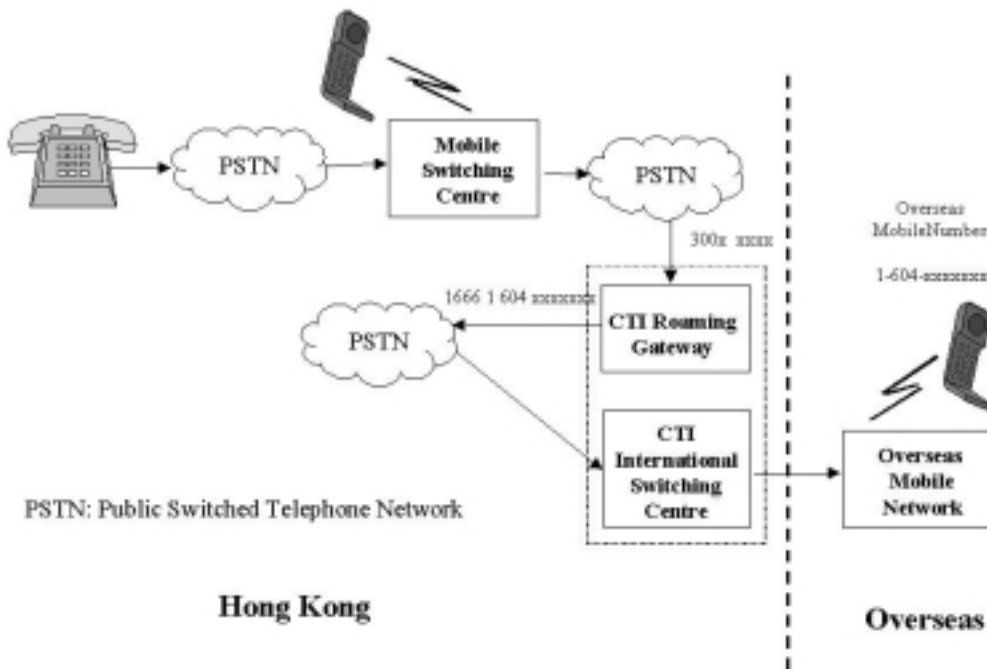 PSTN
Mobile
Switching
Centre
PSTN
300x xxxx
Overseas
MobileNumber
1-604-xxxxxxx
1666 1 604 xxxxxxx
PSTN
CTI Roaming
Gateway
CTI
International
Switching
Centre
Overseas
Mobile
Network
PSTN: Public Switched Telephone Network
Hong Kong
Overseas